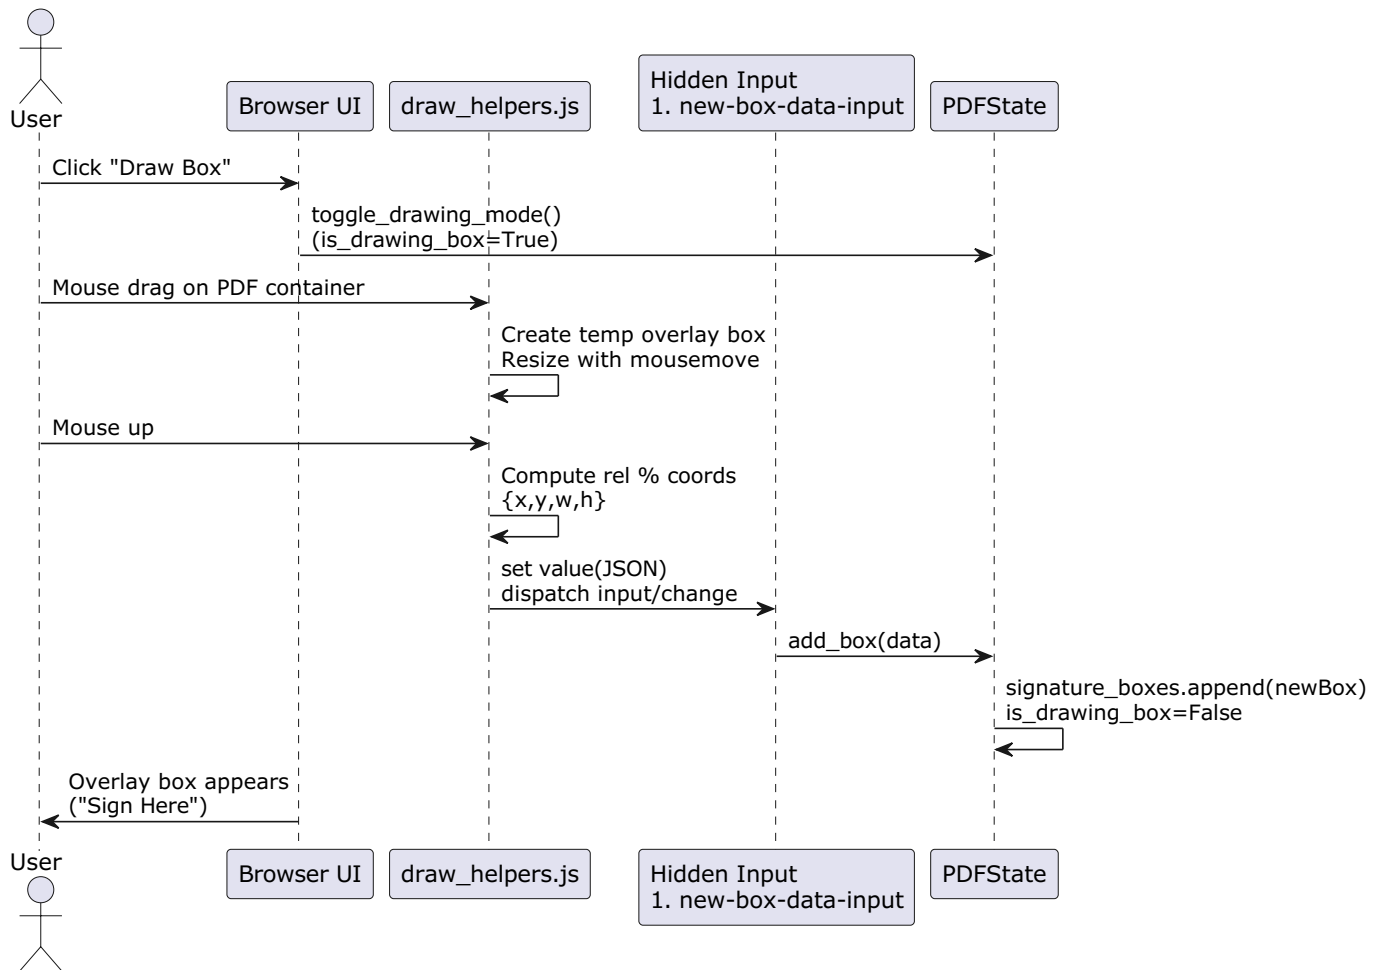 User
Browser UI
draw_helpers.js
Hidden Input
1. new-box-data-input
PDFState
Click "Draw Box"
toggle_drawing_mode()
(is_drawing_box=True)
Mouse drag on PDF container
Create temp overlay box
Resize with mousemove
Mouse up
Compute rel % coords
{x,y,w,h}
set value(JSON)
dispatch input/change
add_box(data)
signature_boxes.append(newBox)
is_drawing_box=False
Overlay box appears
("Sign Here")
User
Browser UI
draw_helpers.js
Hidden Input
1. new-box-data-input
PDFState